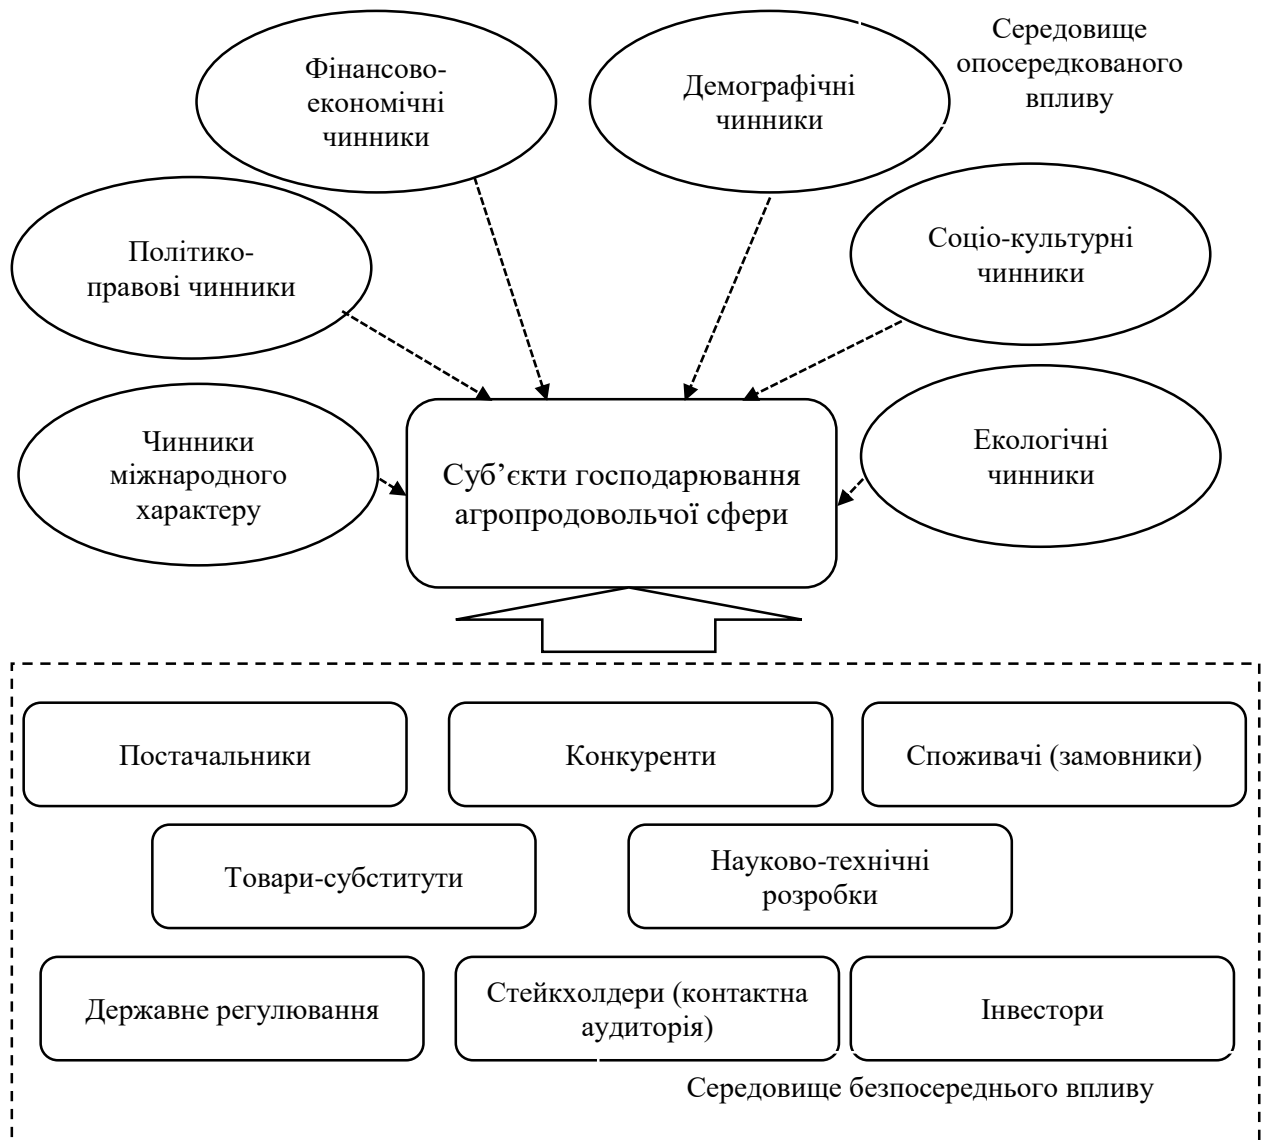 Середовище
опосередкованого
впливу
Фінансово-
економічні
чинники
Демографічні
чинники
Політико-
правові чинники
Соціо-культурні
чинники
Чинники
міжнародного
характеру
Суб’єкти господарювання
агропродовольчої сфери
Екологічні
чинники
Постачальники
Конкуренти
Споживачі (замовники)
Товари-субститути
Науково-технічні
розробки
Державне регулювання
Стейкхолдери (контактна
аудиторія)
Інвестори
Середовище безпосереднього впливу